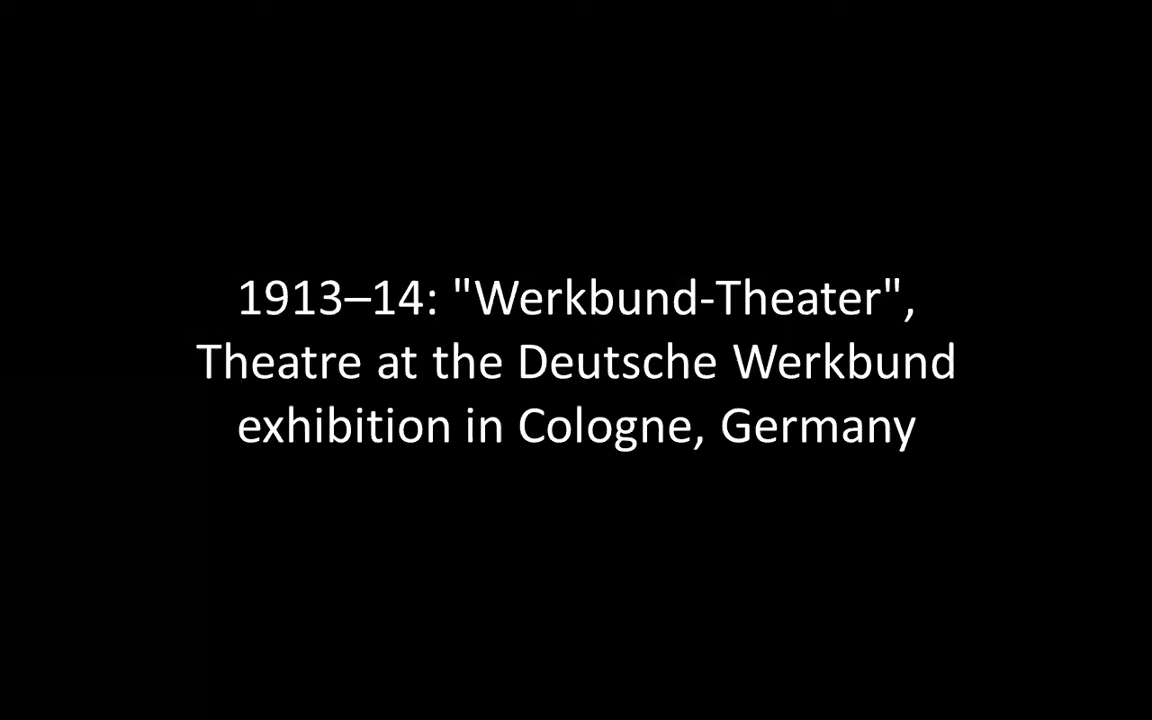 1913–14: "Werkbund-Theater",
Theatre at the Deutsche Werkbund
exhibition in Cologne, Germany